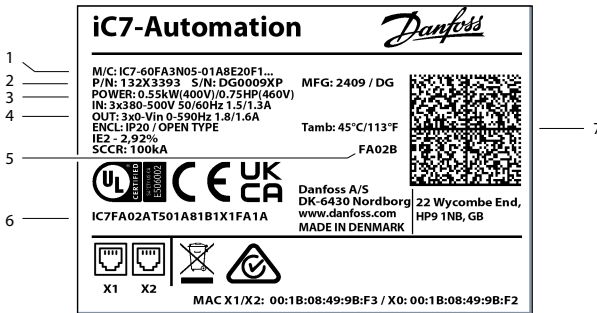 iC7-Automation
Danfoss
1
M/C: IC7-60FA3N05-01A8E20F1...
2
P/N: 132X3393 S/N: DG0009XP MFG: 2409 / DG
3
POWER: 0.55kW(400V)/0.75HP(460V)
IN: 3x380-500V 50/60Hz 1.5/1.3A
4
OUT: 3x0-Vin 0-590Hz 1.8/1.6A
ENCL: IP20 / OPEN TYPE Tamb: 45°C/113°F
7
IE2 - 2,92%
5
SCCR: 100kA FA02B
UL CERTIFIED SAFETY US-CA E506002 CE UK CA
Danfoss A/S
DK-6430 Nordborg 22 Wycombe End,
6
IC7FA02AT501A81B1X1FA1A www.danfoss.com HP9 1NB, GB
MADE IN DENMARK
X1 X2
MAC X1/X2: 00:1B:08:49:9B:F3 / X0: 00:1B:08:49:9B:F2